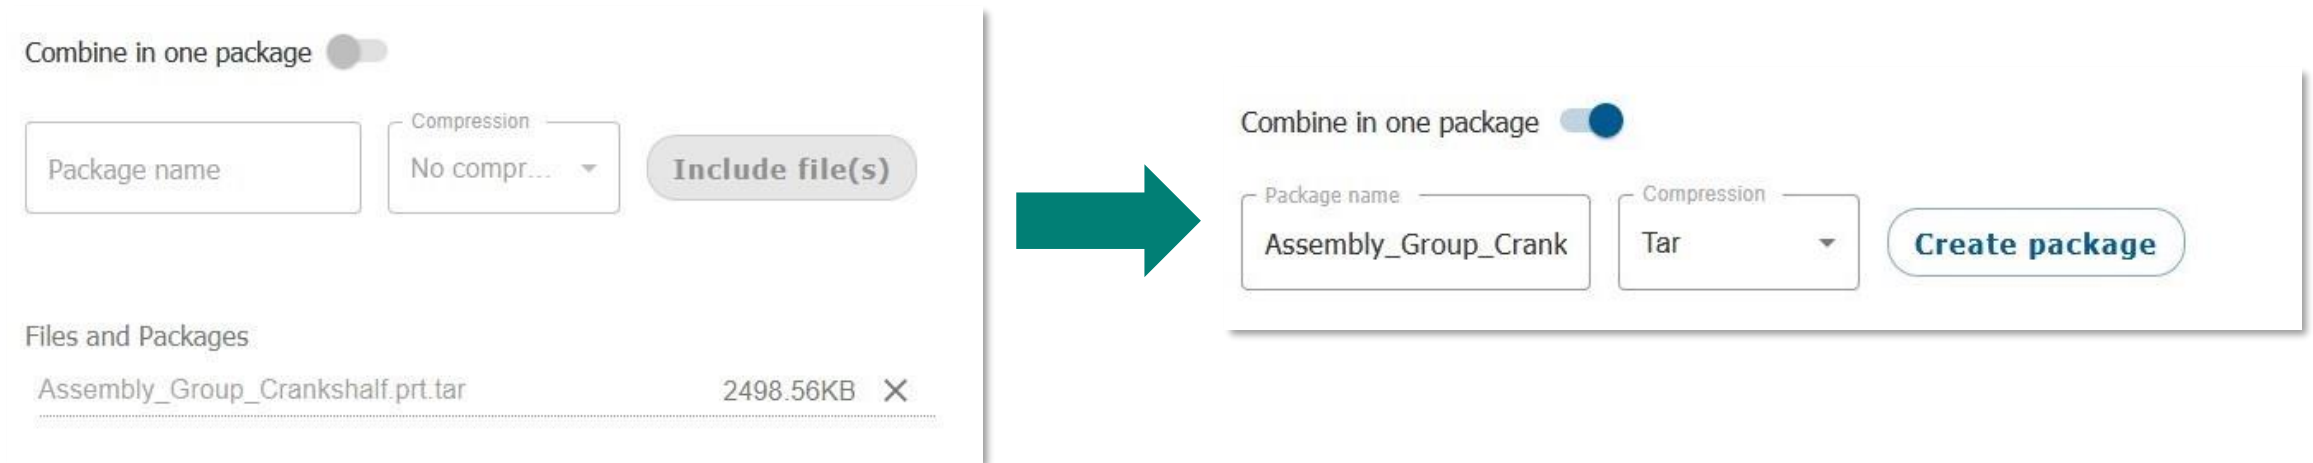 Combine in one package
Compression
Package name
No compr...
Include file(s)
Files and Packages
Assembly_Group_Crankshalf.prt.tar
2498.56KB
Combine in one package
Package name
Compression
Assembly_Group_Crank
Tar
Create package